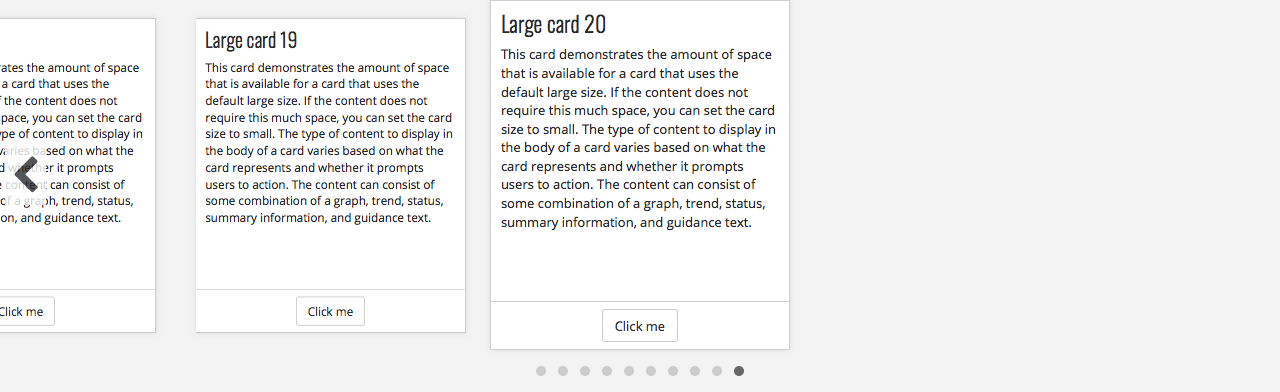 ates the amount of space
a card that uses the
f the content does not
pace, you can set the card
ype of content to display in
varies based on what the
d whether it prompts
e content can consist of
of a graph, trend, status,
on, and guidance text.
Click me
Large card 19
This card demonstrates the amount of space
that is available for a card that uses the
default large size. If the content does not
require this much space, you can set the card
size to small. The type of content to display in
the body of a card varies based on what the
card represents and whether it prompts
users to action. The content can consist of
some combination of a graph, trend, status,
summary information, and guidance text.
Click me
Large card 20
This card demonstrates the amount of space
that is available for a card that uses the
default large size. If the content does not
require this much space, you can set the card
size to small. The type of content to display in
the body of a card varies based on what the
card represents and whether it prompts
users to action. The content can consist of
some combination of a graph, trend, status,
summary information, and guidance text.
Click me